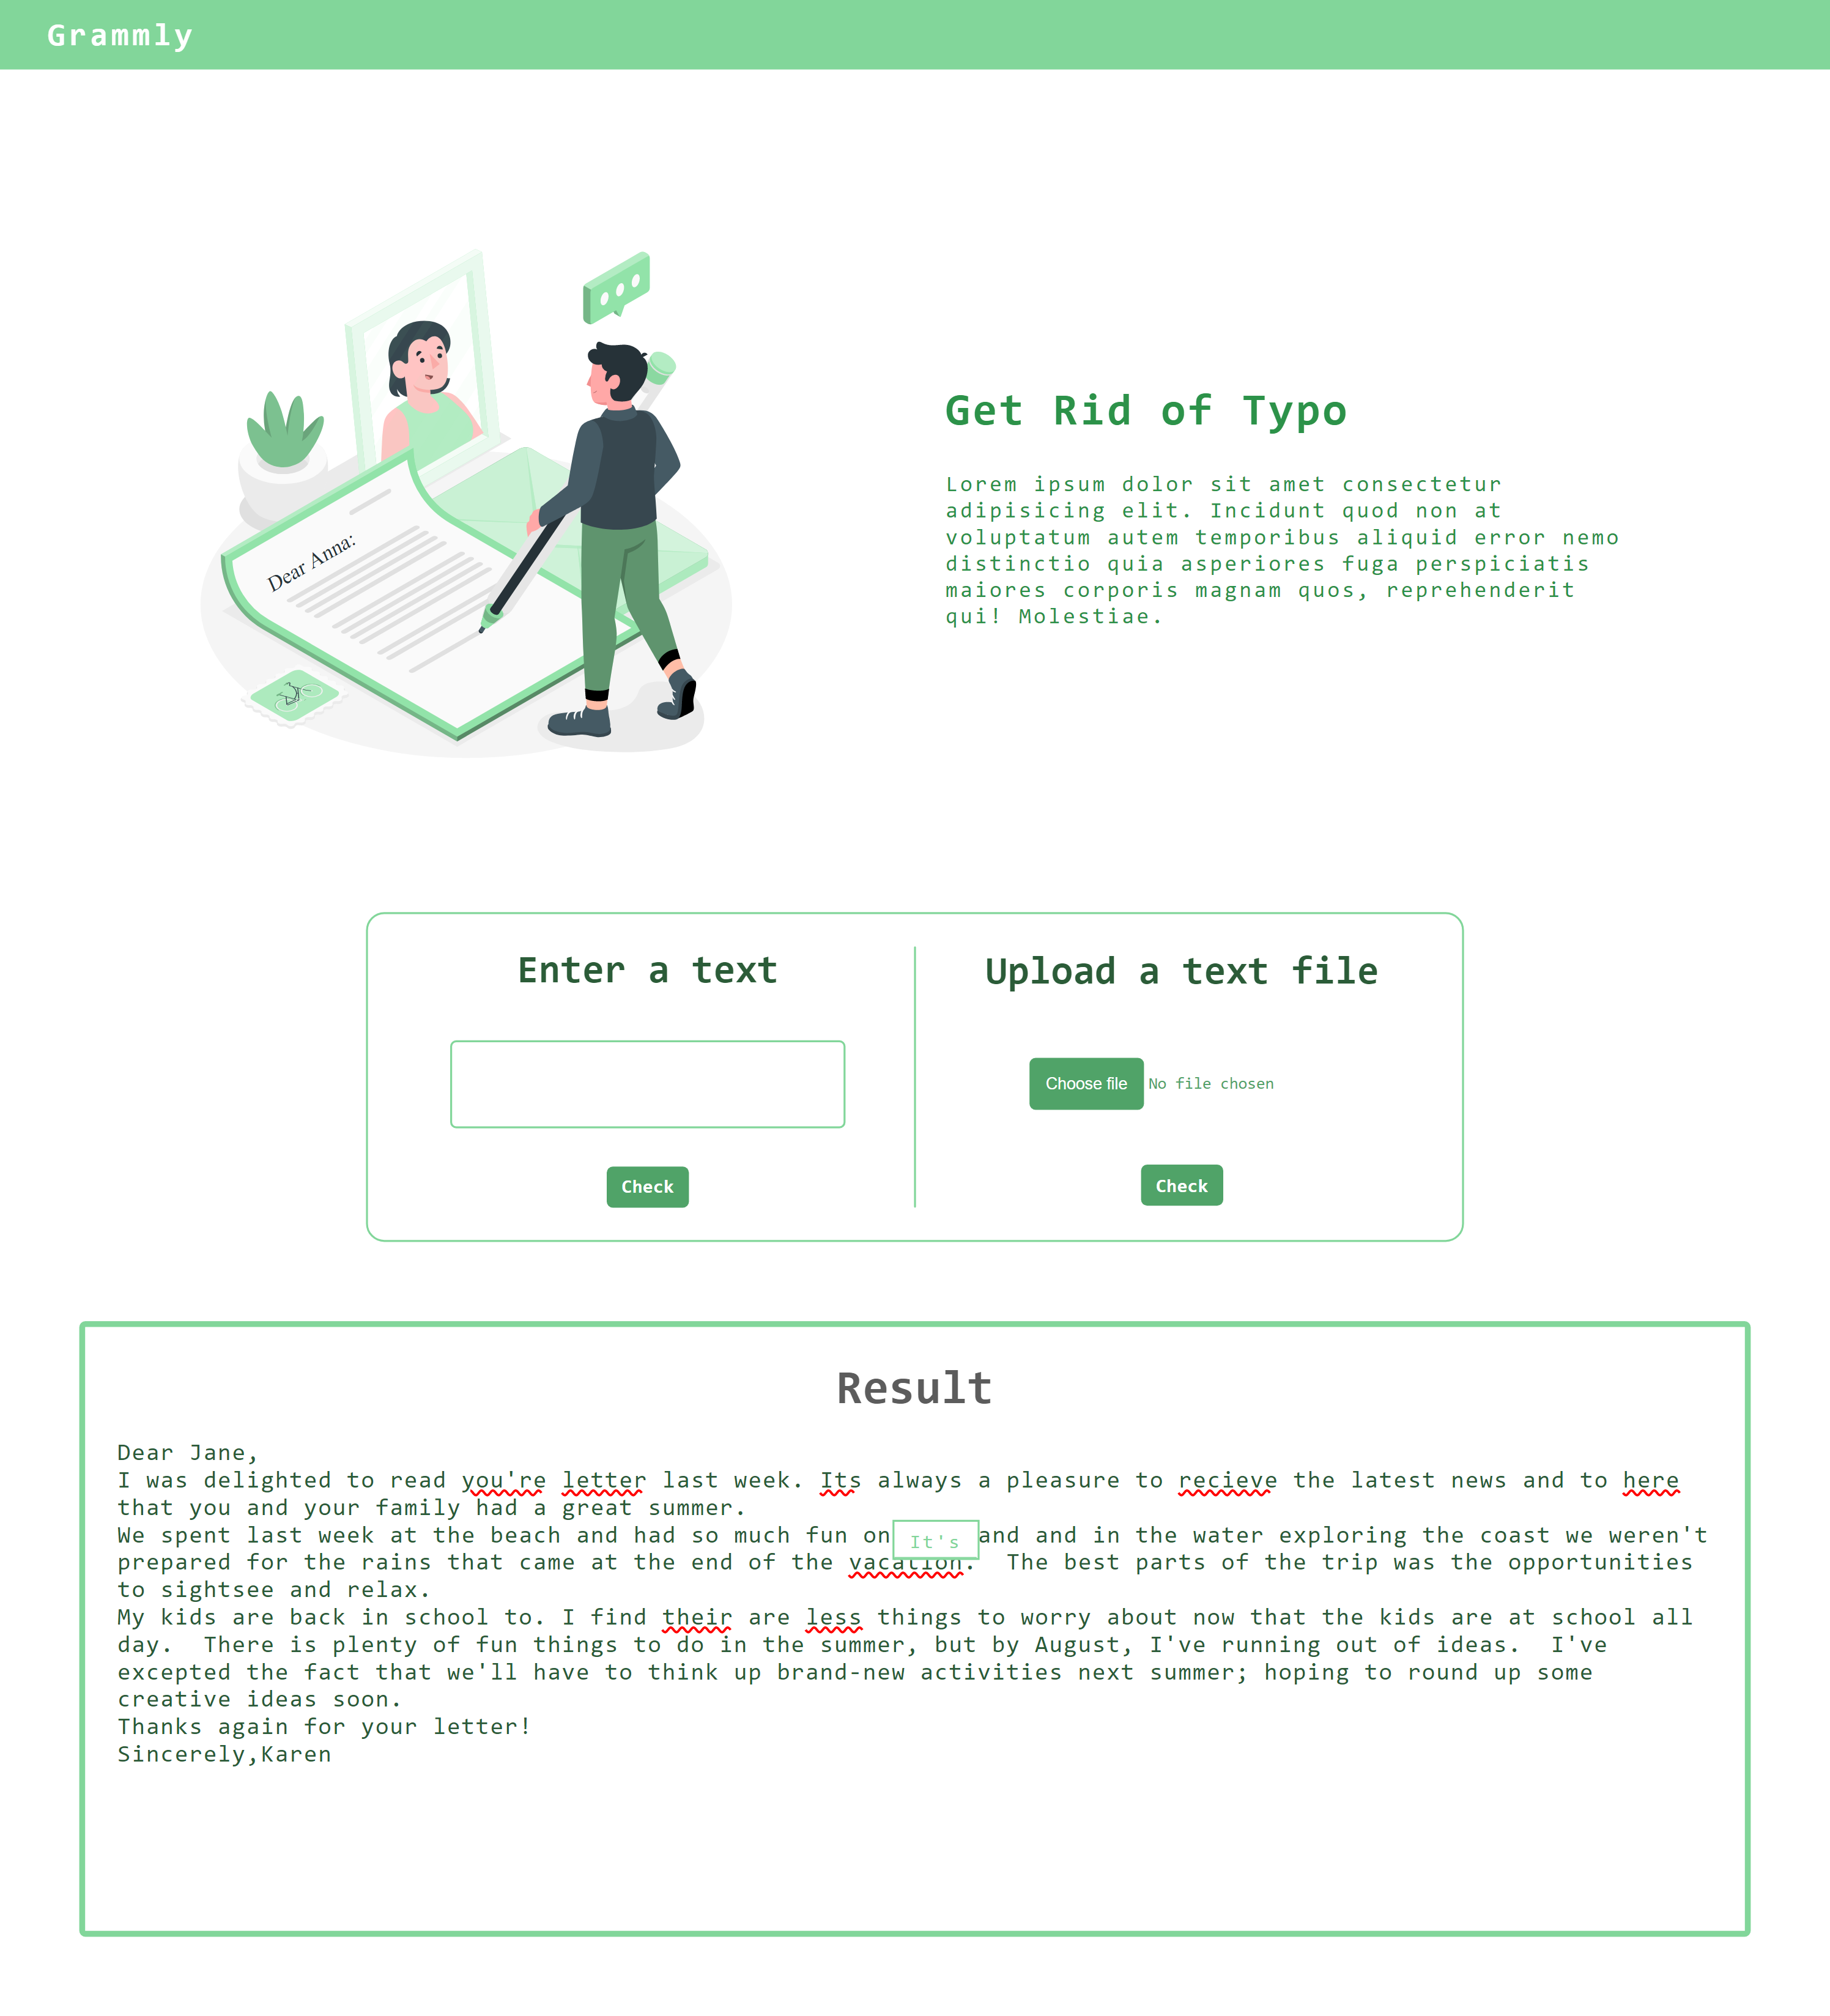 Grammly
Dear Anna:
Get Rid of Typo
Lorem ipsum dolor sit amet consectetur
adipisicing elit. Incidunt quod non at
voluptatum autem temporibus aliquid error nemo
distinctio quia asperiores fuga perspiciatis
maiores corporis magnam quos, reprehenderit
qui! Molestiae.
Enter a text
Check
Upload a text file
Choose file No file chosen
Check
Result
Dear Jane,
I was delighted to read you're letter last week. Its always a pleasure to recieve the latest news and to here
that you and your family had a great summer.
We spent last week at the beach and had so much fun on It's and and in the water exploring the coast we weren't
prepared for the rains that came at the end of the vacation.  The best parts of the trip was the opportunities
to sightsee and relax.
My kids are back in school to. I find their are less things to worry about now that the kids are at school all
day.  There is plenty of fun things to do in the summer, but by August, I've running out of ideas.  I've
excepted the fact that we'll have to think up brand-new activities next summer; hoping to round up some
creative ideas soon.
Thanks again for your letter!
Sincerely,Karen